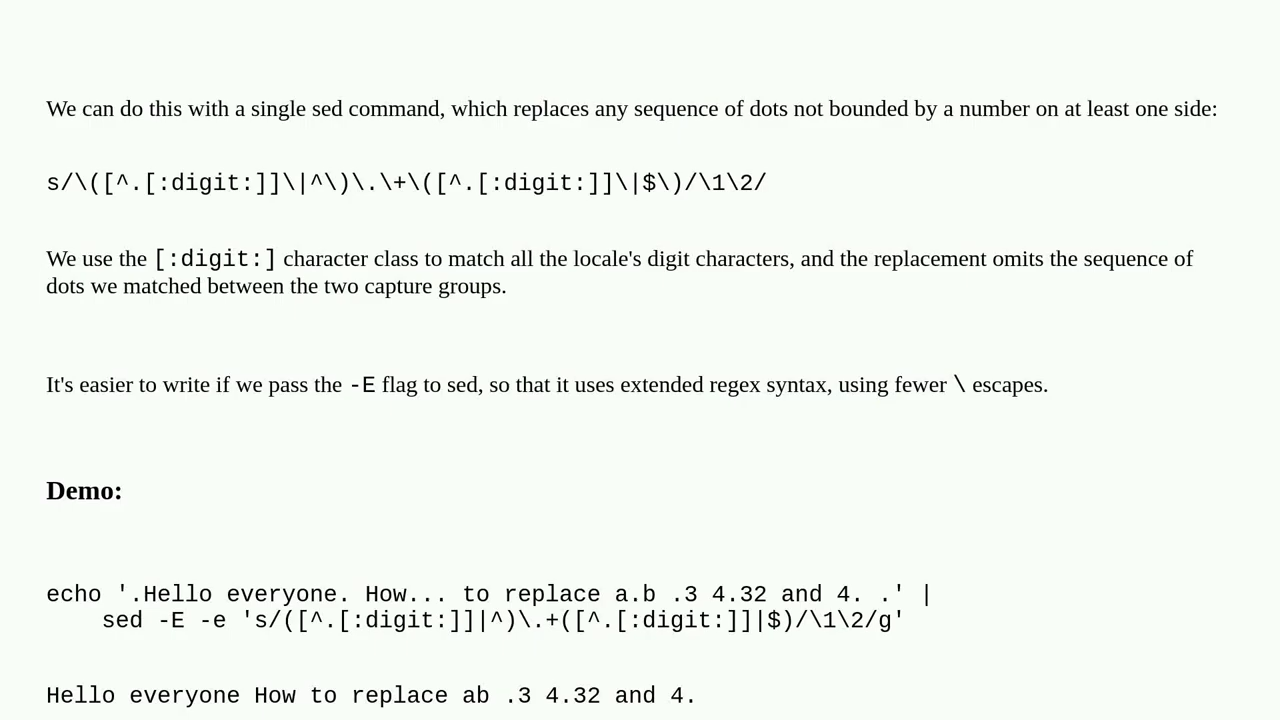 We can do this with a single sed command, which replaces any sequence of dots not bounded by a number on at least one side:
s/\([^.[:digit:]]\|^\)\.\+\([^.[:digit:]]\|$\)/\1\2/
We use the [:digit:] character class to match all the locale's digit characters, and the replacement omits the sequence of
dots we matched between the two capture groups.
It's easier to write if we pass the -E flag to sed, so that it uses extended regex syntax, using fewer \ escapes.
Demo:
echo '.Hello everyone. How... to replace a.b .3 4.32 and 4. .' |
    sed -E -e 's/([^.[:digit:]]|^)\.+([^.[:digit:]]|$)/\1\2/g'
Hello everyone How to replace ab .3 4.32 and 4.